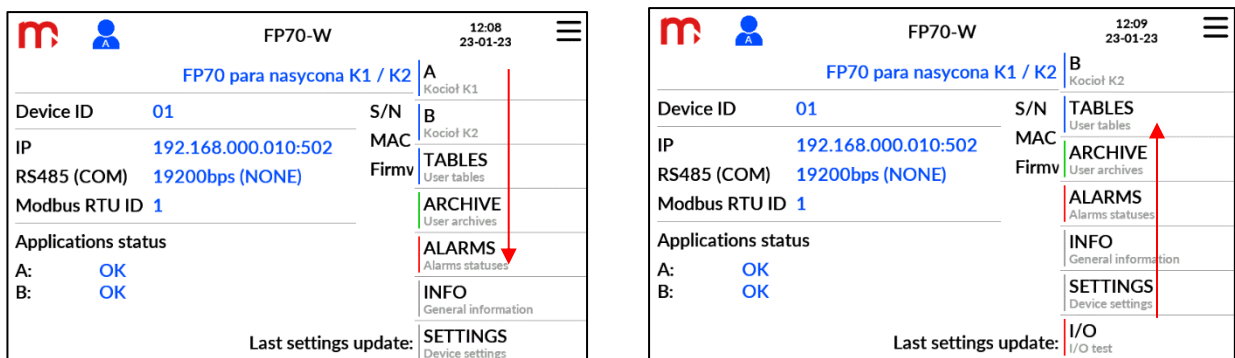 FP70-W
12:08
23-01-23
FP70 para nasycona K1 / K2
Device ID 01 S/N
IP 192.168.000.010:502 MAC
RS485 (COM) 19200bps (NONE) Firmv
Modbus RTU ID 1
Applications status
A: OK
B: OK
Last settings update:
A
Kocioł K1
B
Kocioł K2
TABLES
User tables
ARCHIVE
User archives
ALARMS
Alarms statuses
INFO
General information
SETTINGS
Device settings
FP70-W
12:09
23-01-23
FP70 para nasycona K1 / K2
Device ID 01 S/N
IP 192.168.000.010:502 MAC
RS485 (COM) 19200bps (NONE) Firmv
Modbus RTU ID 1
Applications status
A: OK
B: OK
Last settings update:
B
Kocioł K2
TABLES
User tables
ARCHIVE
User archives
ALARMS
Alarms statuses
INFO
General information
SETTINGS
Device settings
I/O
I/O test